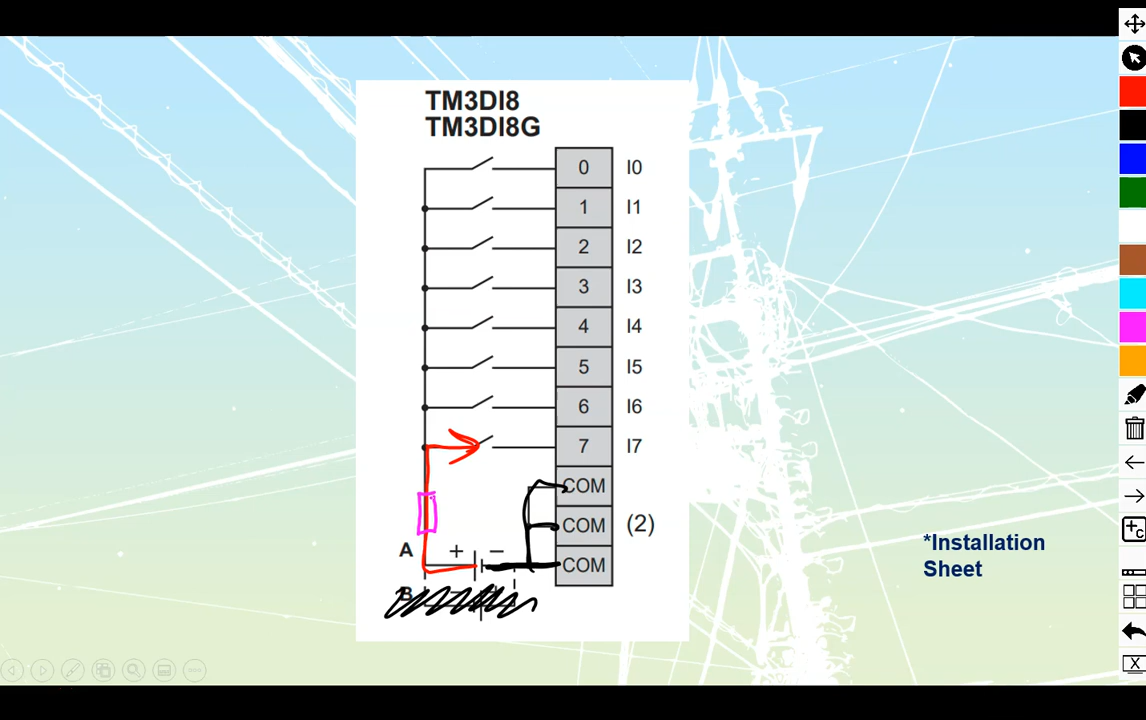 TM3DI8
TM3DI8G
0 I0
1 I1
2 I2
3 I3
4 I4
5 I5
6 I6
7 I7
COM
COM (2)
A + −
COM
B
*Installation
Sheet
+C
X